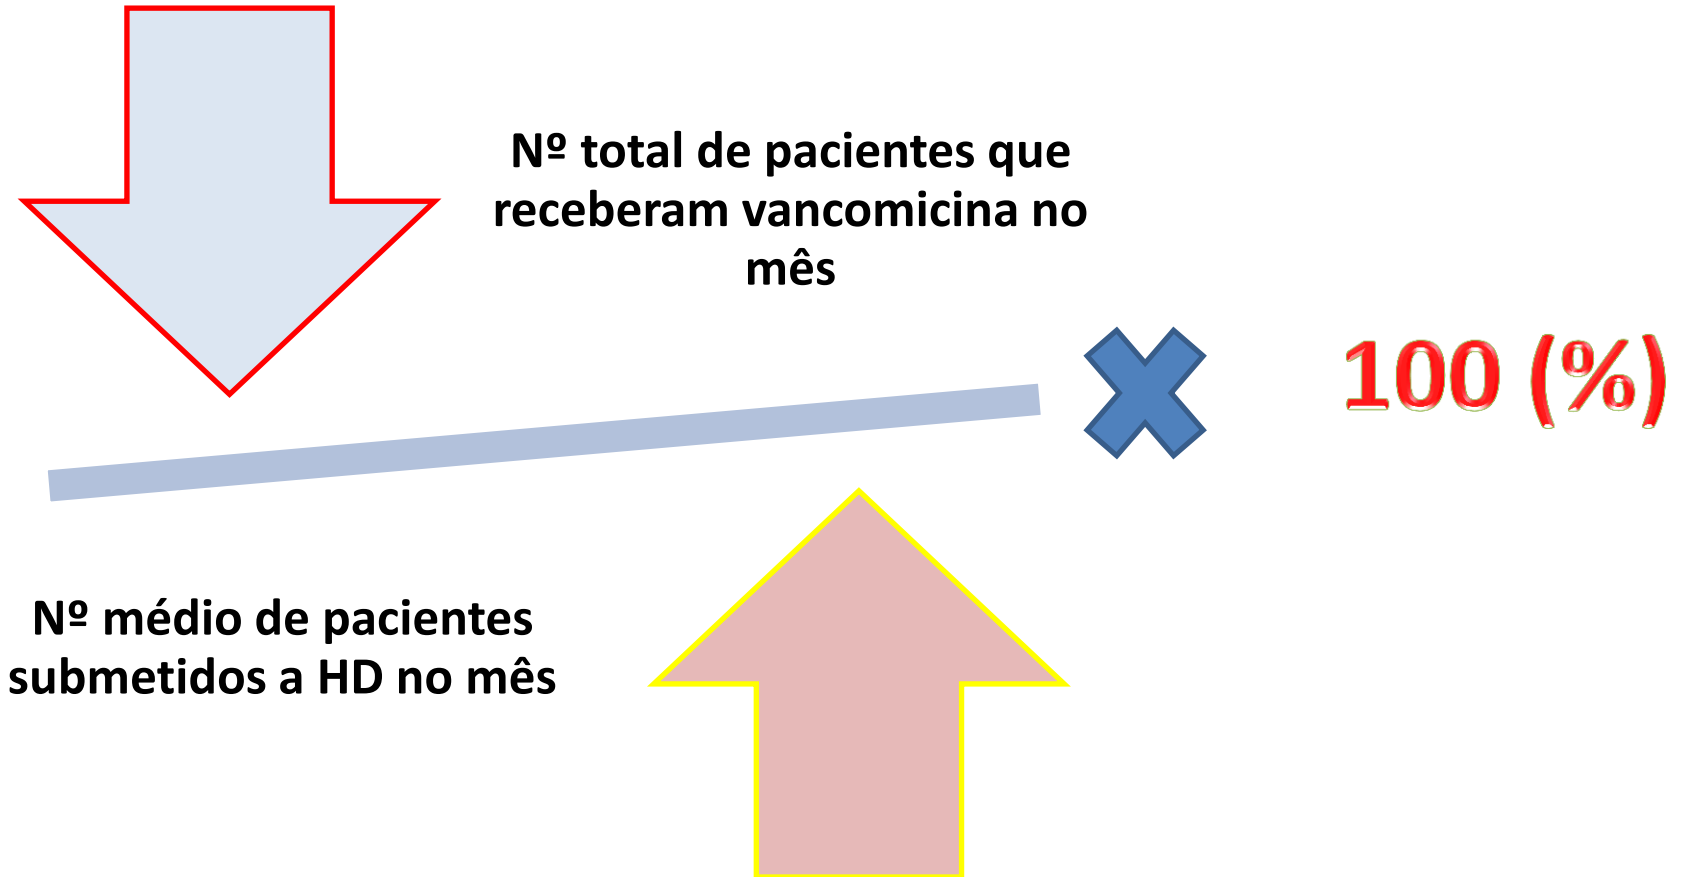 Nº total de pacientes que
receberam vancomicina no
mês
100 (%)
Nº médio de pacientes
submetidos a HD no mês